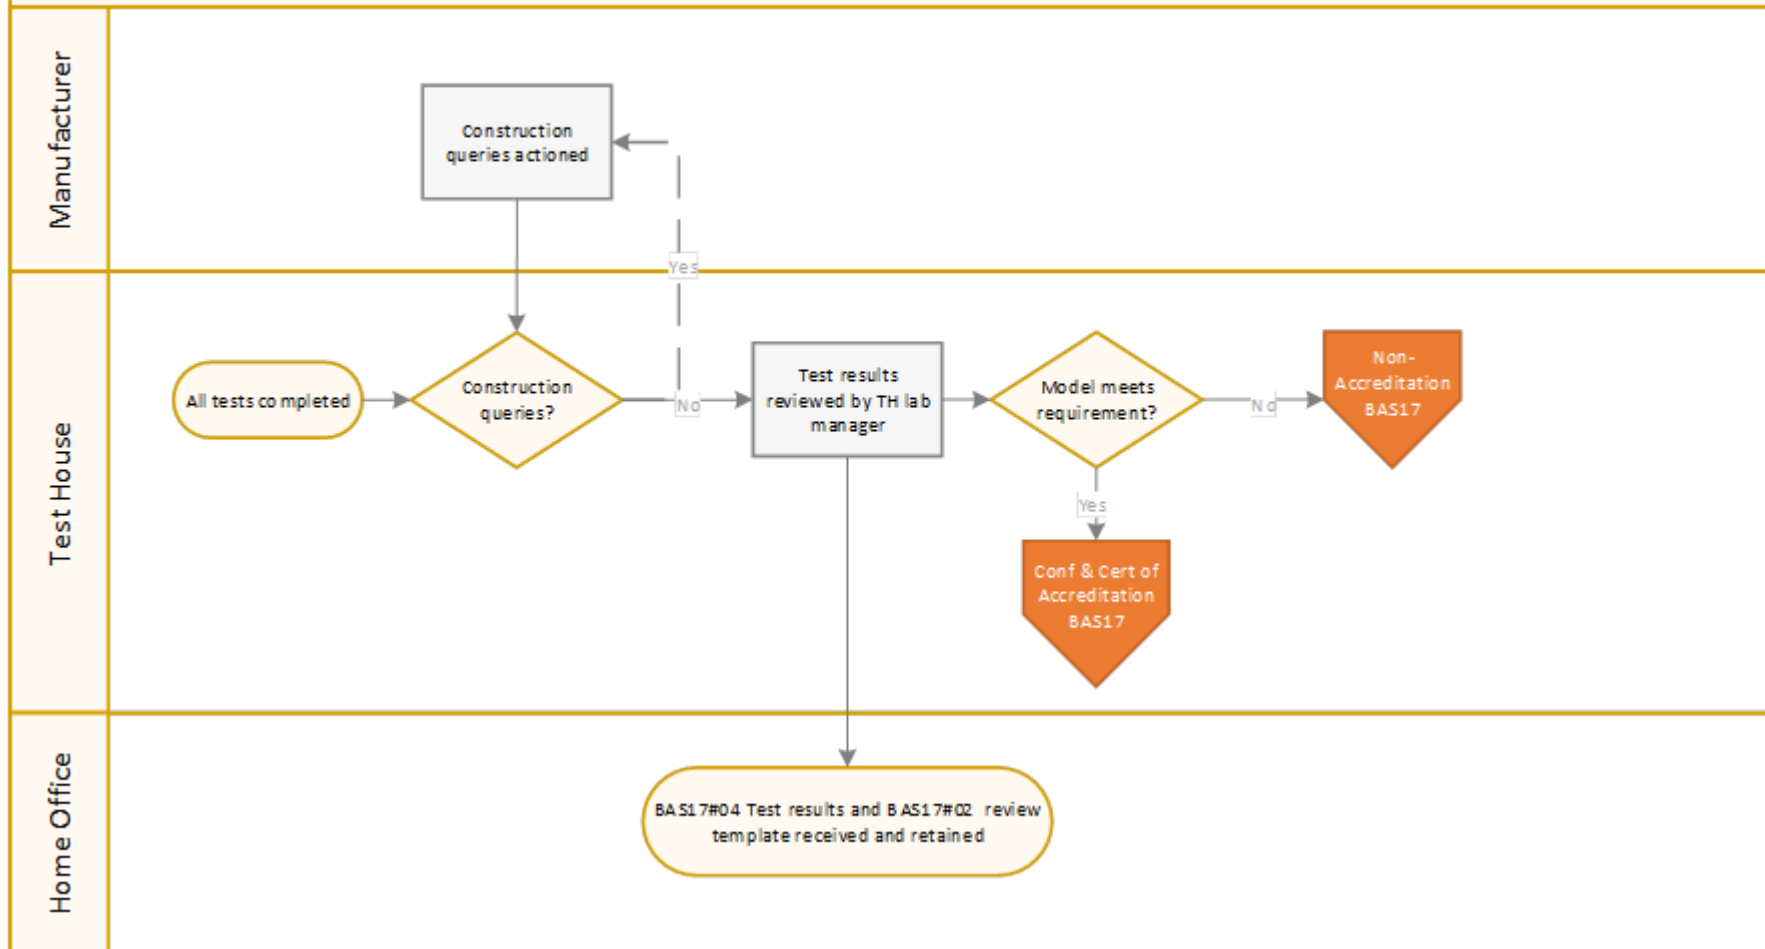 Manufacturer
Construction
queries actioned
Yes
Test House
All tests completed
Construction
queries?
No
Test results
reviewed by TH lab
manager
Model meets
requirement?
No
Non-
Accreditation
BAS17
Yes
Conf & Cert of
Accreditation
BAS17
Home Office
BAS17#04 Test results and BAS17#02 review
template received and retained